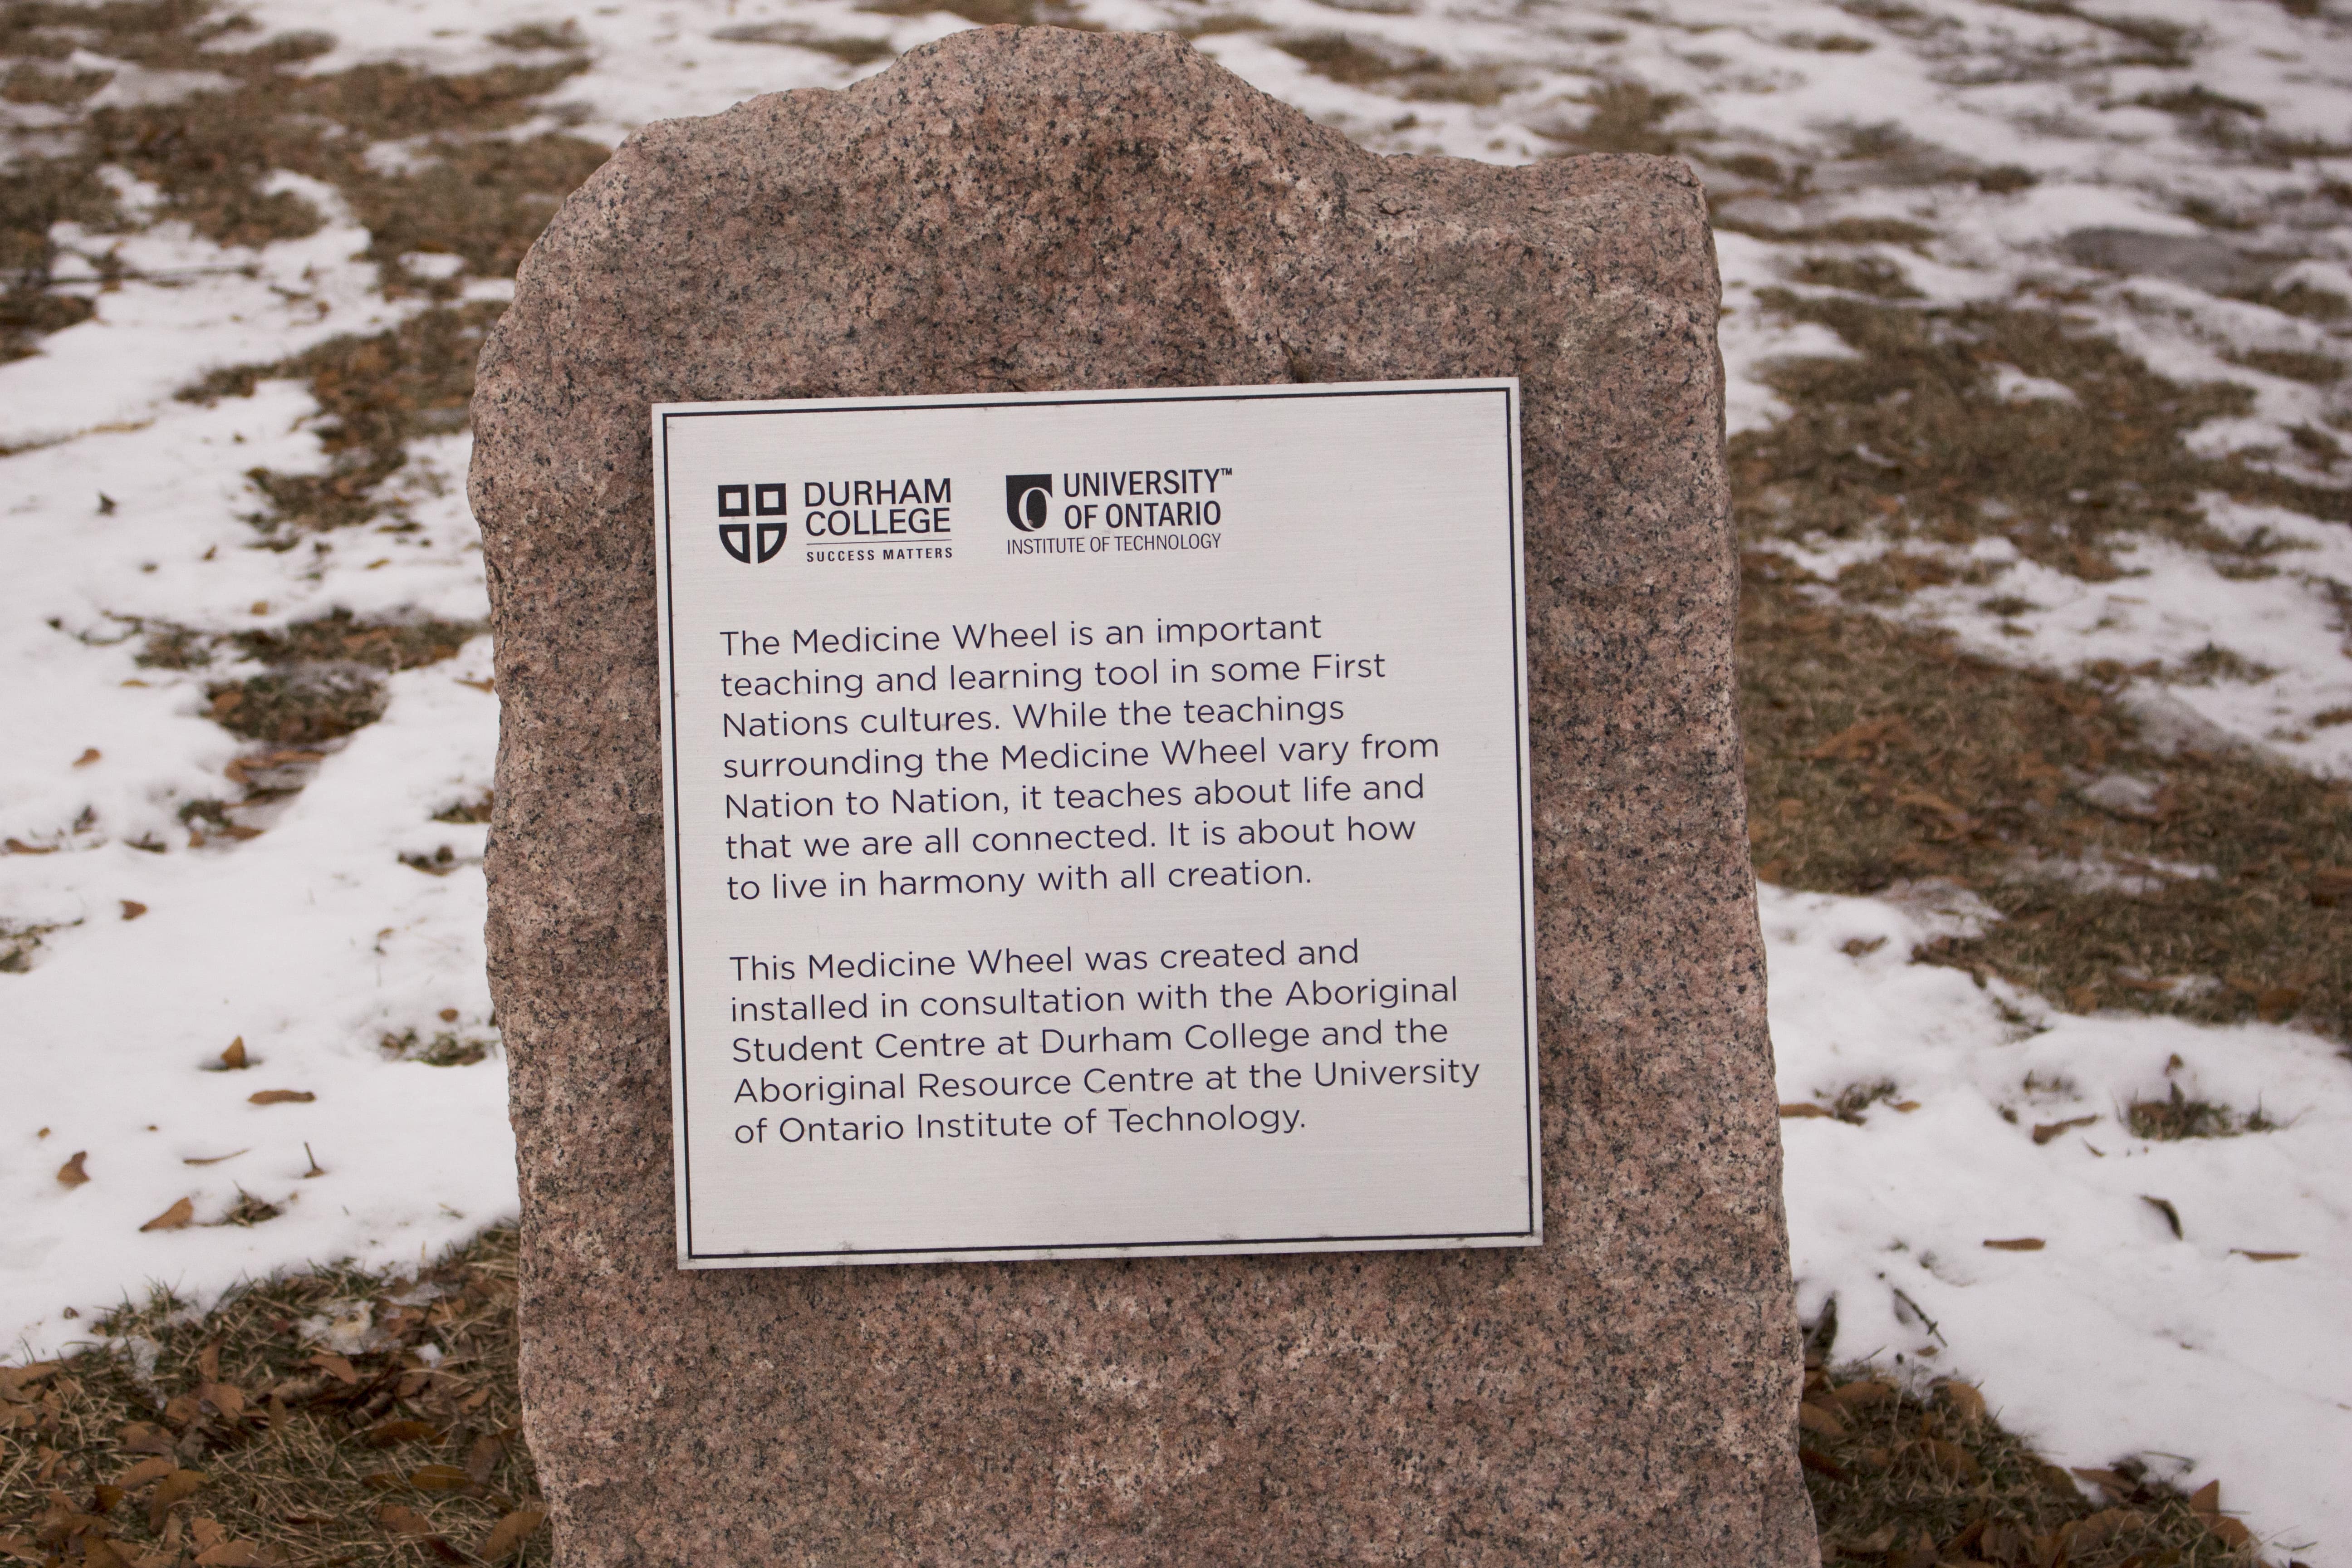 DURHAM
COLLEGE
SUCCESS MATTERS
UNIVERSITY™
OF ONTARIO
INSTITUTE OF TECHNOLOGY
The Medicine Wheel is an important
teaching and learning tool in some First
Nations cultures. While the teachings
surrounding the Medicine Wheel vary from
Nation to Nation, it teaches about life and
that we are all connected. It is about how
to live in harmony with all creation.
This Medicine Wheel was created and
installed in consultation with the Aboriginal
Student Centre at Durham College and the
Aboriginal Resource Centre at the University
of Ontario Institute of Technology.